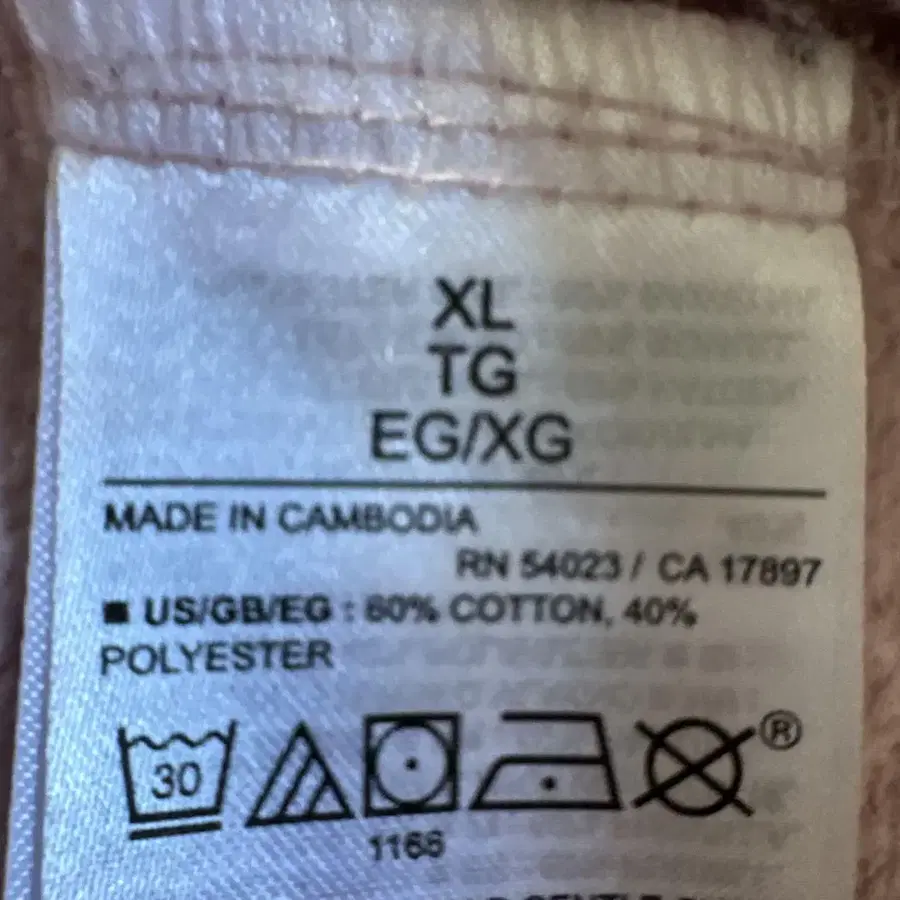 XL
TG
EG/XG
MADE IN CAMBODIA
RN 54023 / CA 17897
■ US/GB/EG : 60% COTTON, 40%
POLYESTER
30
®
1166